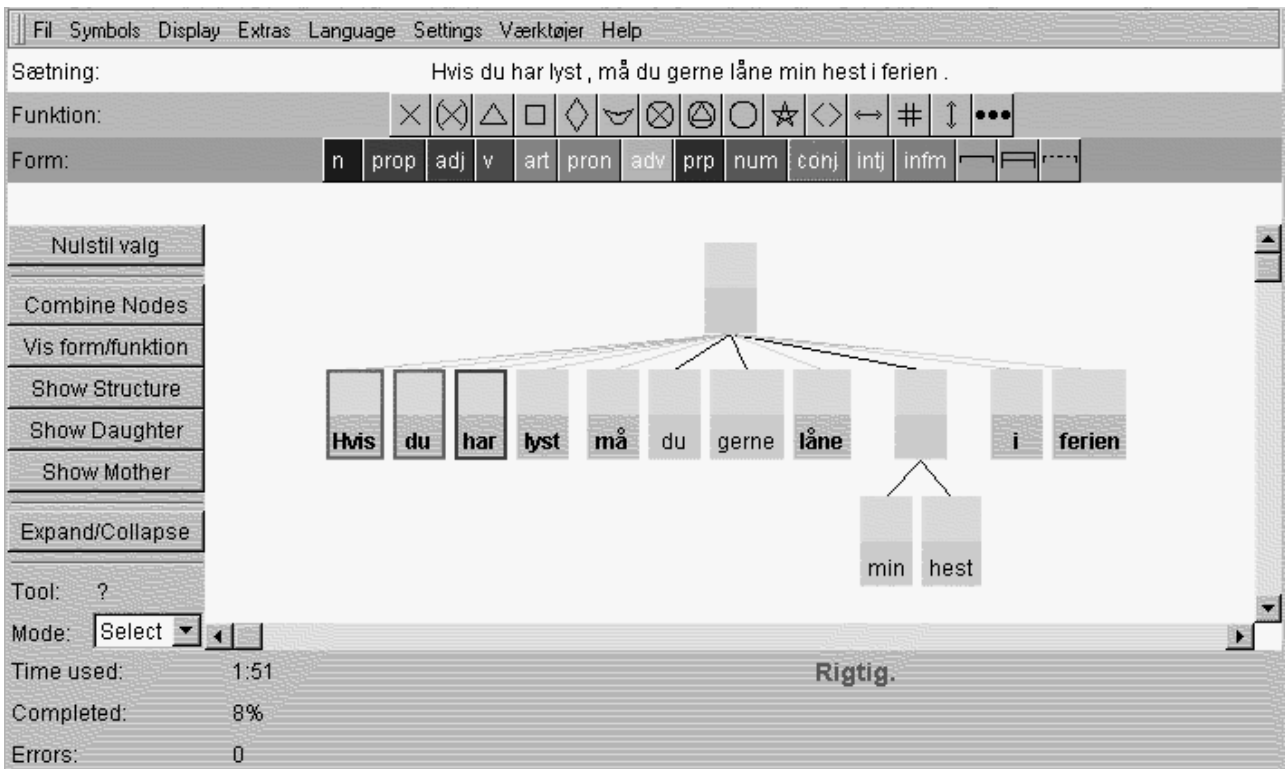 Fil Symbols Display Extras Language Settings Værktøjer Help
Sætning: Hvis du har lyst , må du gerne låne min hest i ferien .
Funktion:
Form: n prop adj v art pron adv prp num conj intj infm
Nulstil valg
Combine Nodes
Vis form/funktion
Show Structure
Show Daughter
Show Mother
Expand/Collapse
Hvis du har lyst må du gerne låne i ferien
min hest
Tool: ?
Mode: Select
Time used: 1:51 Rigtig.
Completed: 8%
Errors: 0